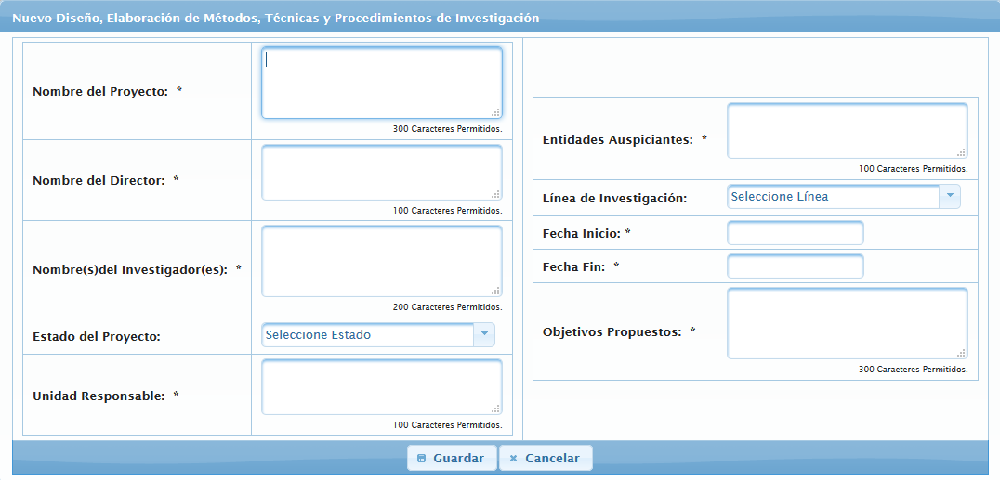 Nuevo Diseño, Elaboración de Métodos, Técnicas y Procedimientos de Investigación
Nombre del Proyecto: *
300 Caracteres Permitidos.
Nombre del Director: *
100 Caracteres Permitidos.
Nombre(s)del Investigador(es): *
200 Caracteres Permitidos.
Estado del Proyecto:
Seleccione Estado
Unidad Responsable: *
100 Caracteres Permitidos.
Entidades Auspiciantes: *
100 Caracteres Permitidos.
Línea de Investigación:
Seleccione Línea
Fecha Inicio: *
Fecha Fin: *
Objetivos Propuestos: *
300 Caracteres Permitidos.
Guardar
Cancelar